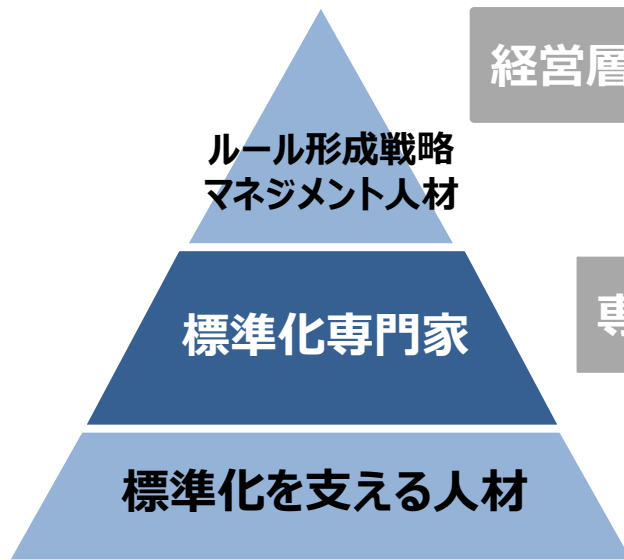 経営層
ルール形成戦略
マネジメント人材
標準化専門家
専
標準化を支える人材